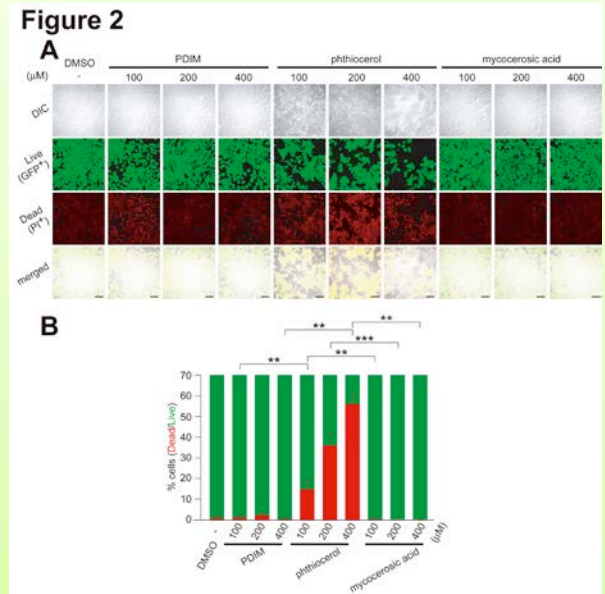 Figure 2
A
DMSO PDIM phthiocerol mycocerosic acid
(μM) - 100 200 400 100 200 400 100 200 400
DIC
Live (GFP+)
Dead (PI+)
merged
B
** **
** *** **
70
60
50
40
30
20
10
0
% cells (Dead/Live)
- 100 200 400 100 200 400 100 200 400 (μM)
DMSO PDIM phthiocerol mycocerosic acid